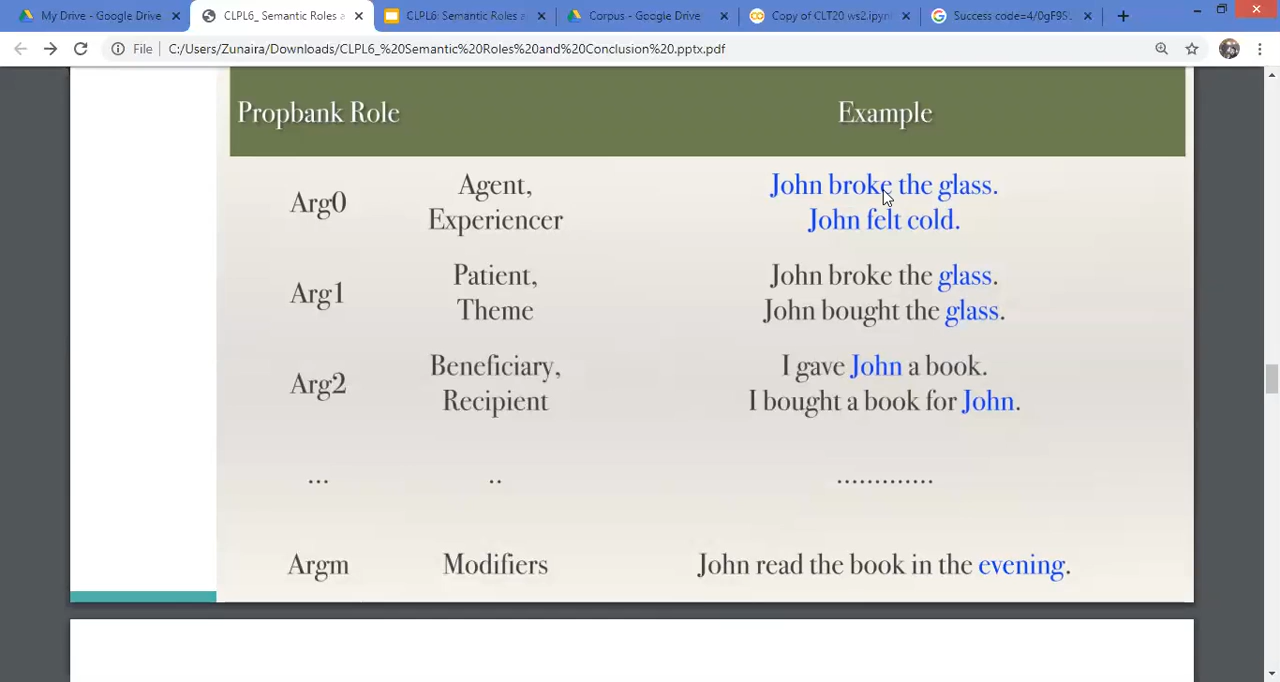 My Drive - Google Drive
CLPL6_ Semantic Roles a
CLPL6: Semantic Roles a
Corpus - Google Drive
Copy of CLT20 ws2.ipynb
Success code=4/0gF9SU
File
C:/Users/Zunaira/Downloads/CLPL6_%20Semantic%20Roles%20and%20Conclusion%20.pptx.pdf
Propbank Role Example
Arg0
Agent,
Experiencer
John broke the glass.
John felt cold.
Arg1
Patient,
Theme
John broke the glass.
John bought the glass.
Arg2
Beneficiary,
Recipient
I gave John a book.
I bought a book for John.
... .. .............
Argm Modifiers John read the book in the evening.